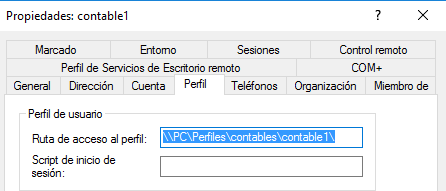 Propiedades: contable1
Marcado Entorno Sesiones Control remoto
Perfil de Servicios de Escritorio remoto COM+
General Dirección Cuenta Perfil Teléfonos Organización Miembro de
Perfil de usuario
Ruta de acceso al perfil: \\PC\Perfiles\contables\contable1\
Script de inicio de
sesión: